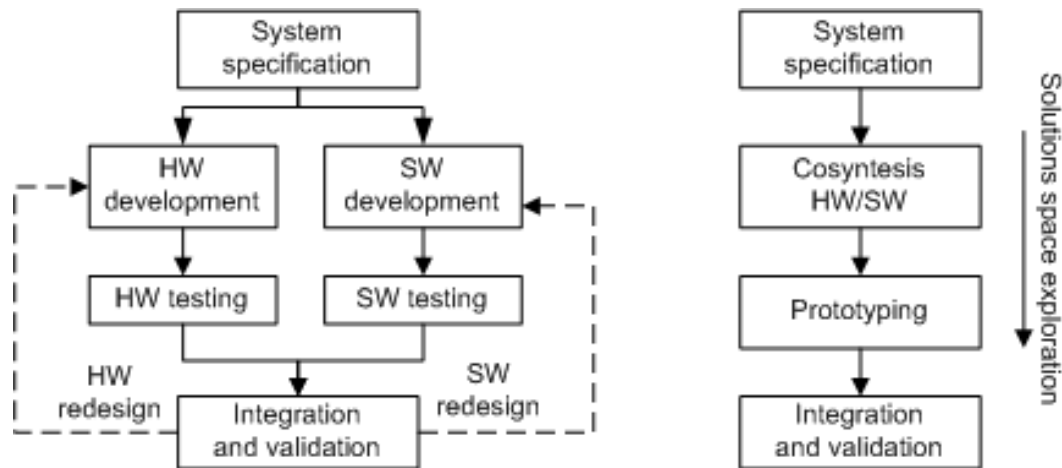 System
specification
HW
development
SW
development
HW testing
SW testing
HW
redesign
SW
redesign
Integration
and validation
System
specification
Cosyntesis
HW/SW
Prototyping
Integration
and validation
Solutions space exploration